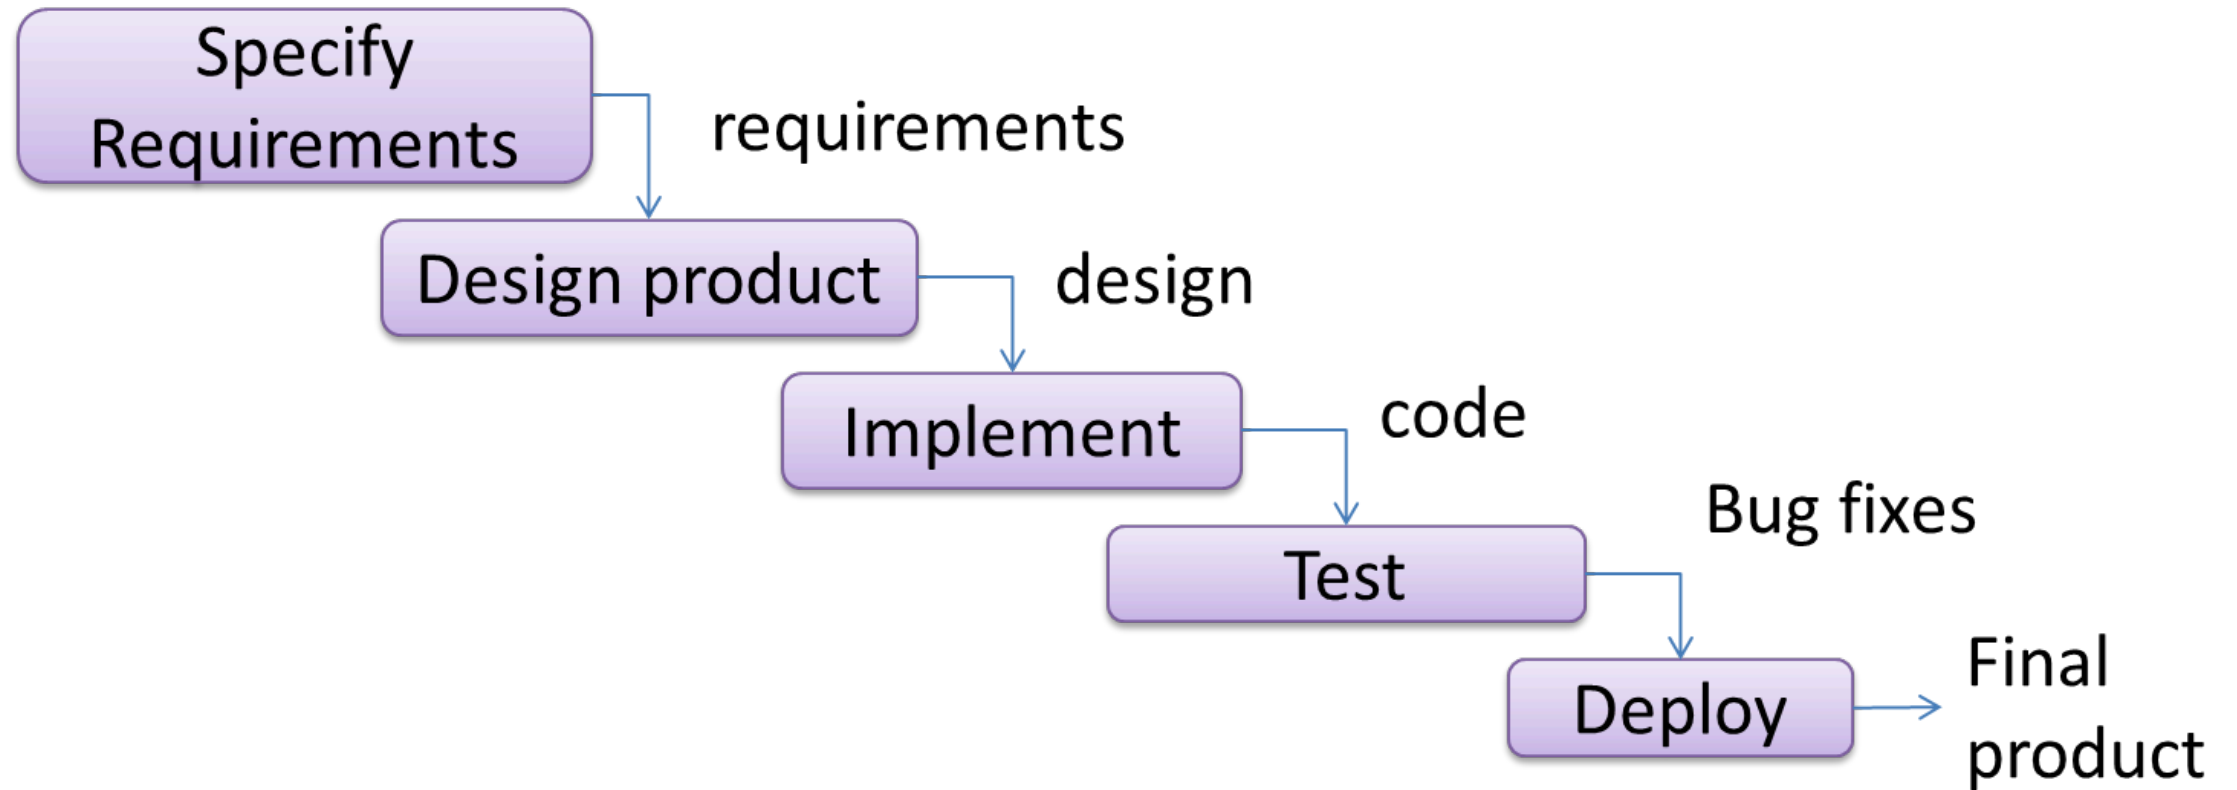 Specify
Requirements
requirements
Design product
design
Implement
code
Bug fixes
Test
Deploy
Final
product